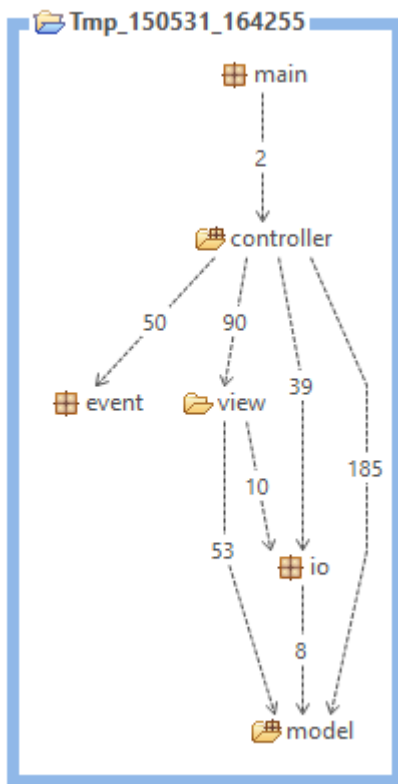 Tmp_150531_164255
main
2
controller
50
90
39
event
view
185
10
53
io
8
model